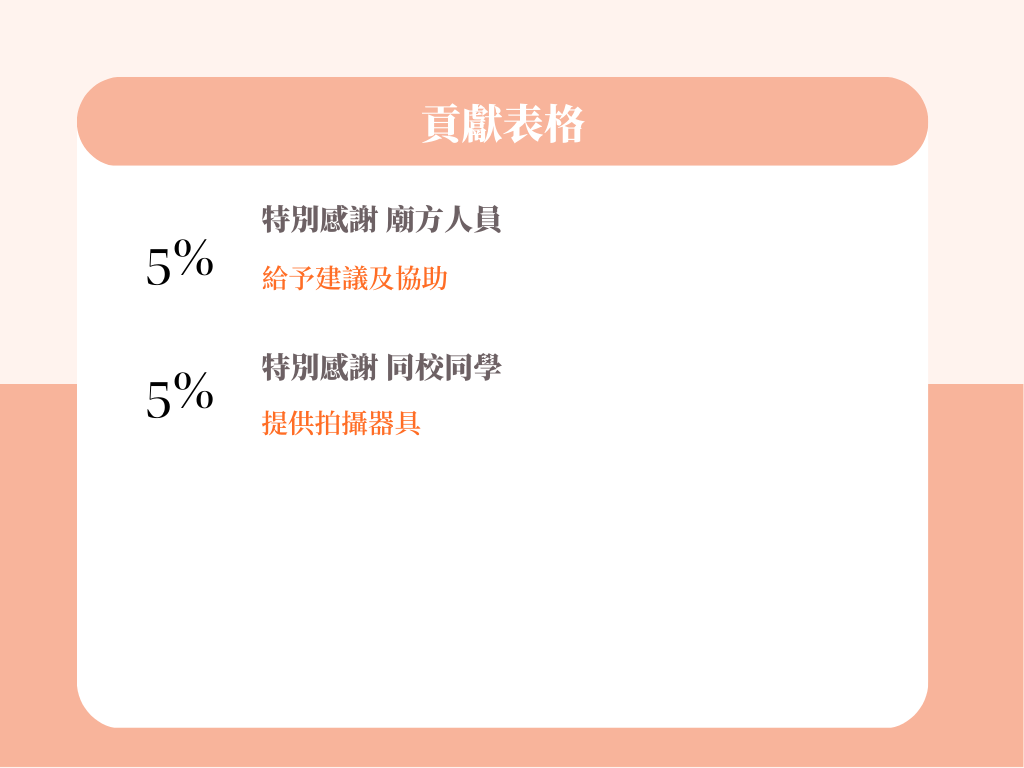 貢獻表格
特別感謝 廟方人員
5%
給予建議及協助
特別感謝 同校同學
5%
提供拍攝器具